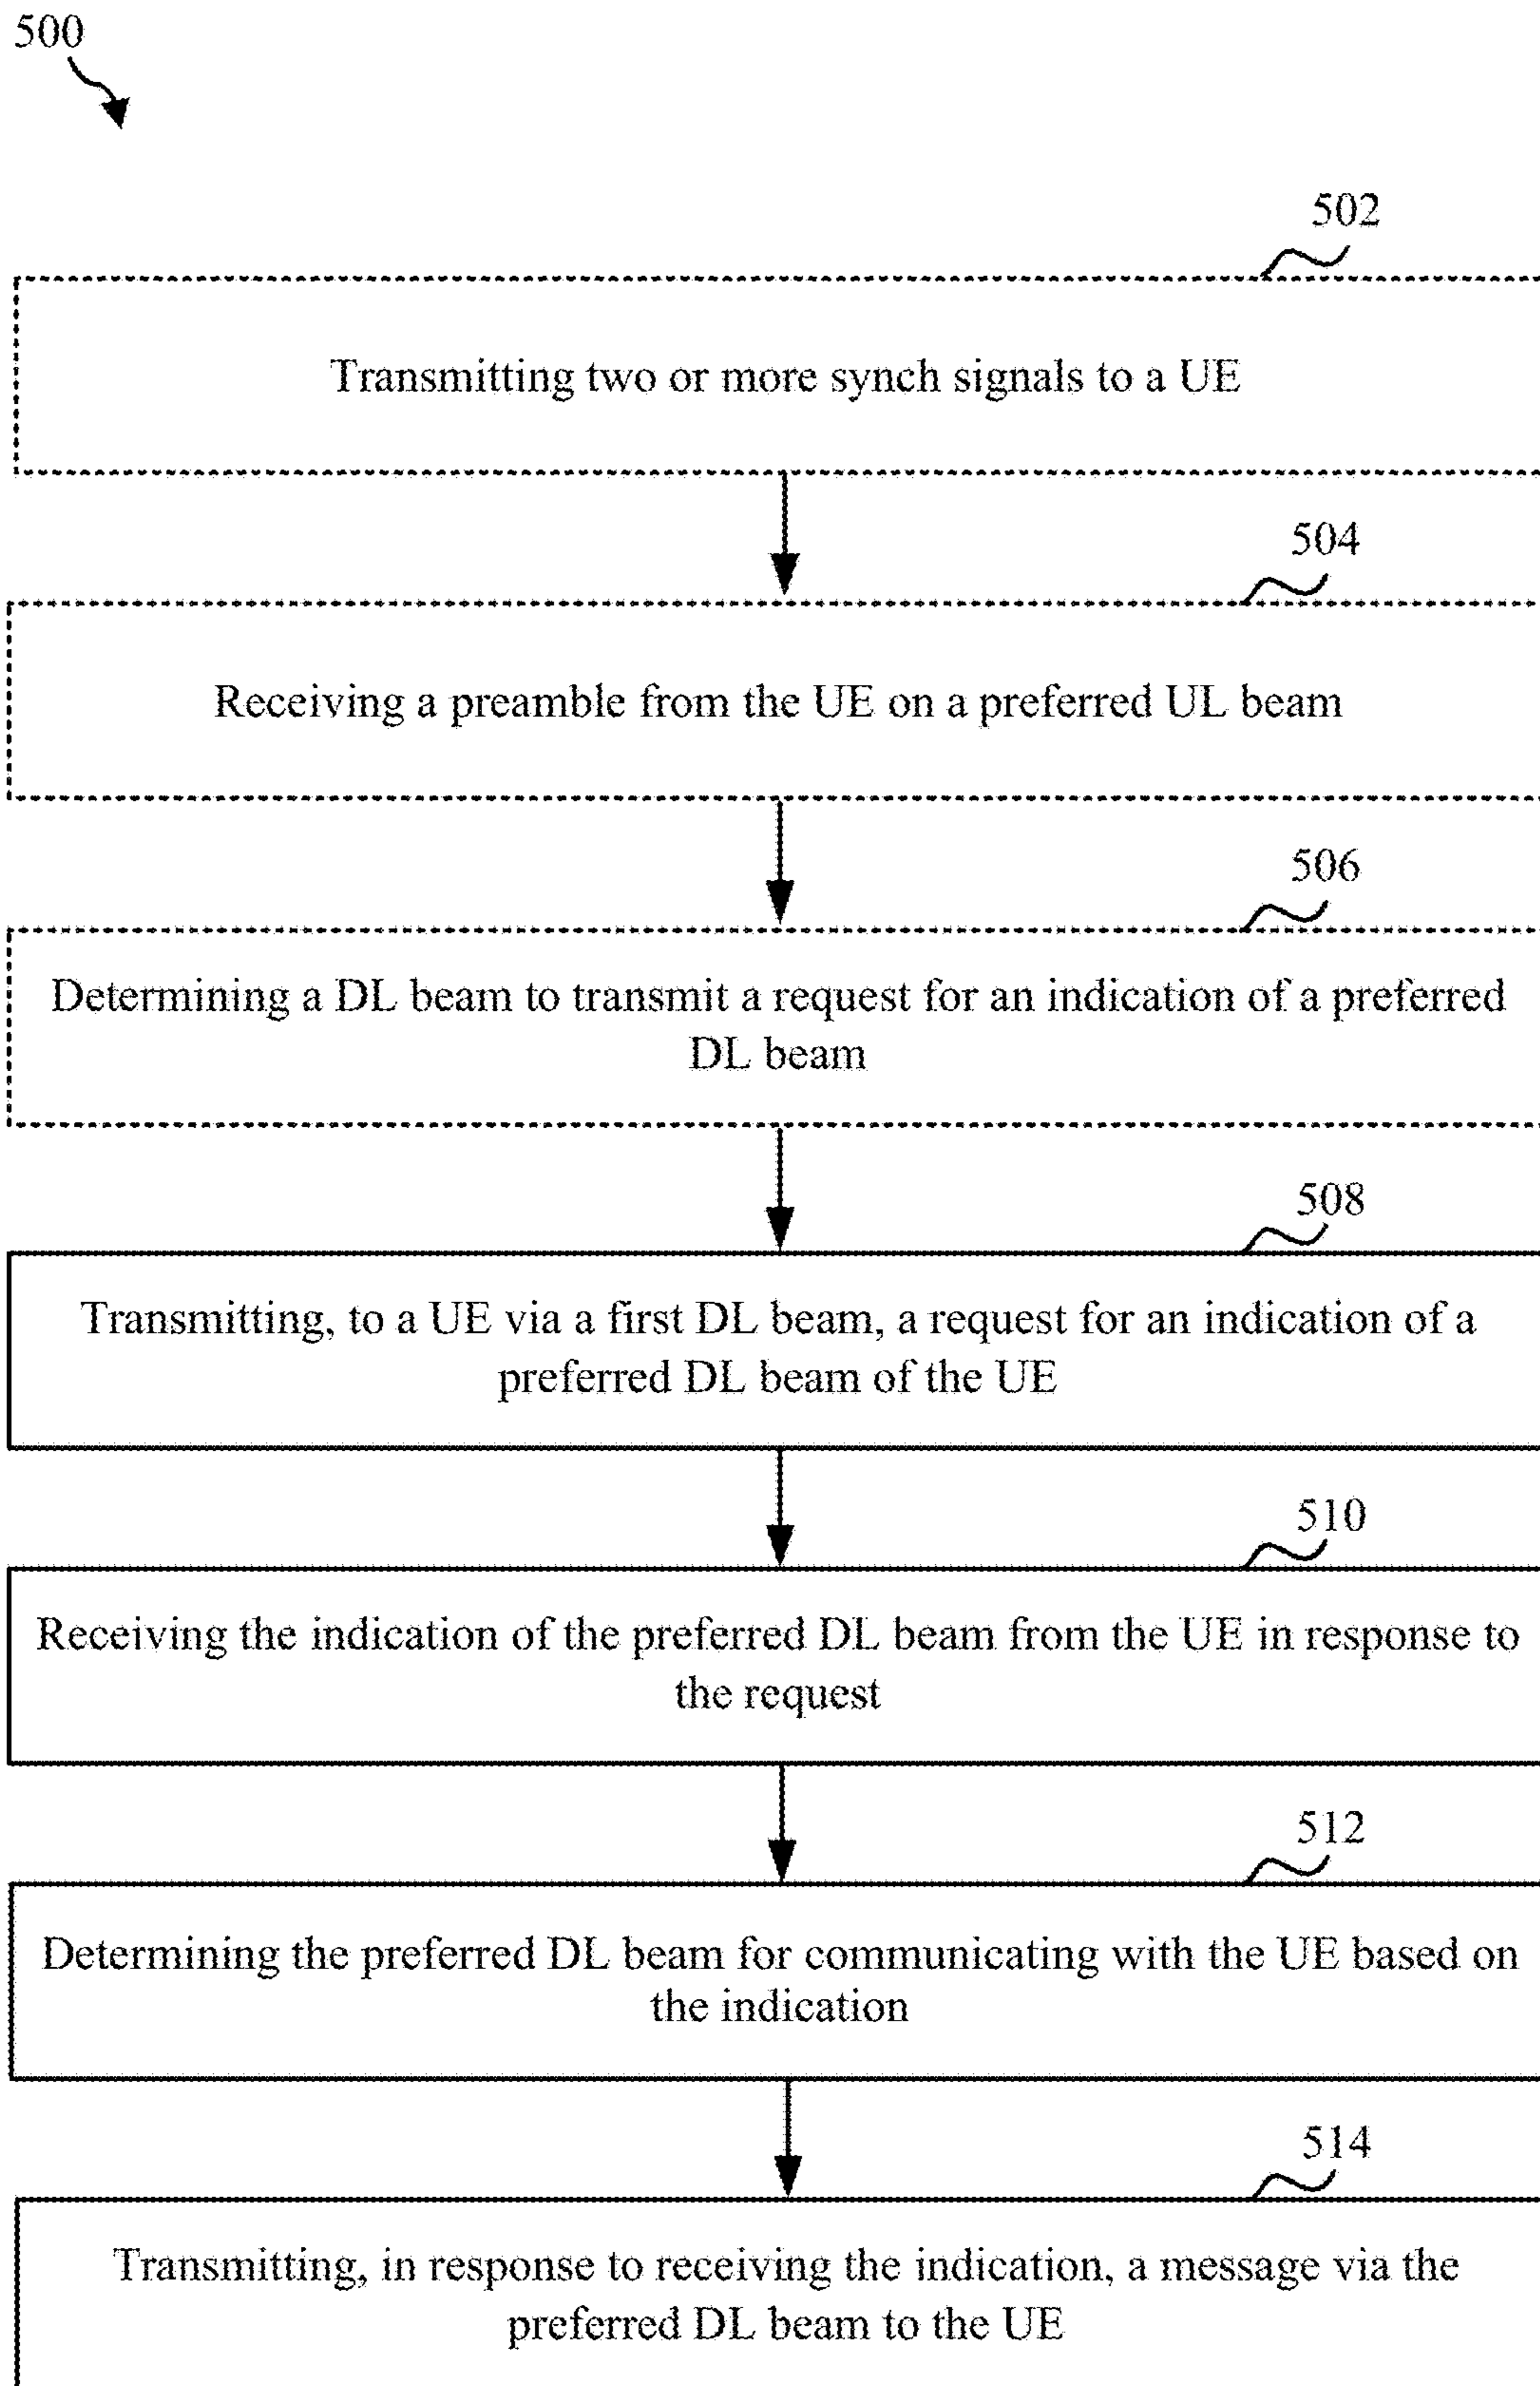 500
502
Transmitting two or more synch signals to a UE
504
Receiving a preamble from the UE on a preferred UL beam
506
Determining a DL beam to transmit a request for an indication of a preferred
DL beam
508
Transmitting, to a UE via a first DL beam, a request for an indication of a
preferred DL beam of the UE
510
Receiving the indication of the preferred DL beam from the UE in response to
the request
512
Determining the preferred DL beam for communicating with the UE based on
the indication
514
Transmitting, in response to receiving the indication, a message via the
preferred DL beam to the UE